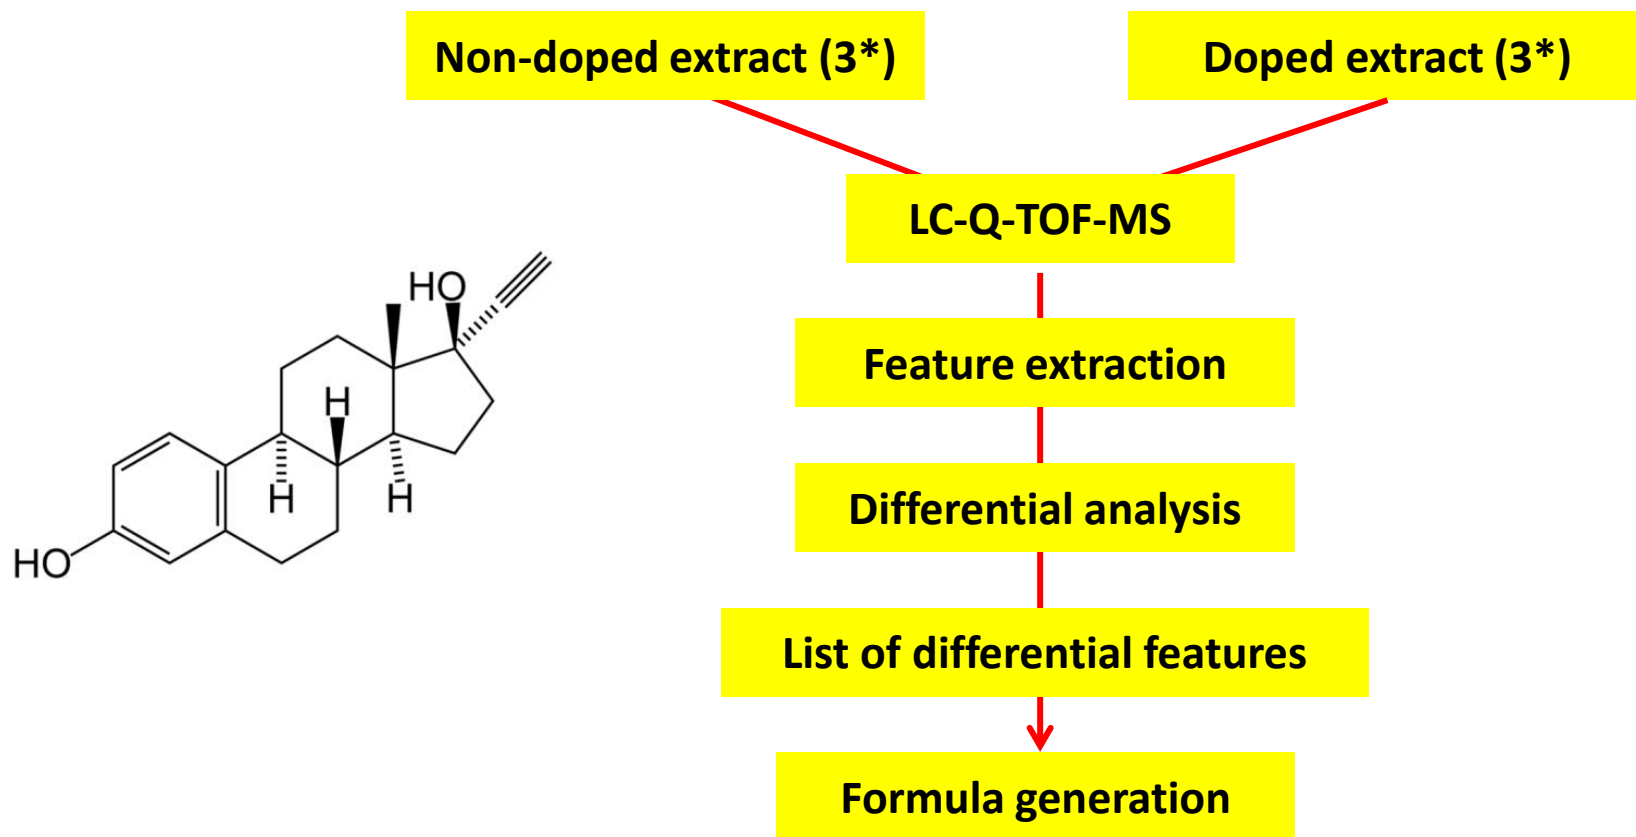 Non-doped extract (3*)
Doped extract (3*)
LC-Q-TOF-MS
HO
Feature extraction
H
H
H
Differential analysis
HO
List of differential features
Formula generation